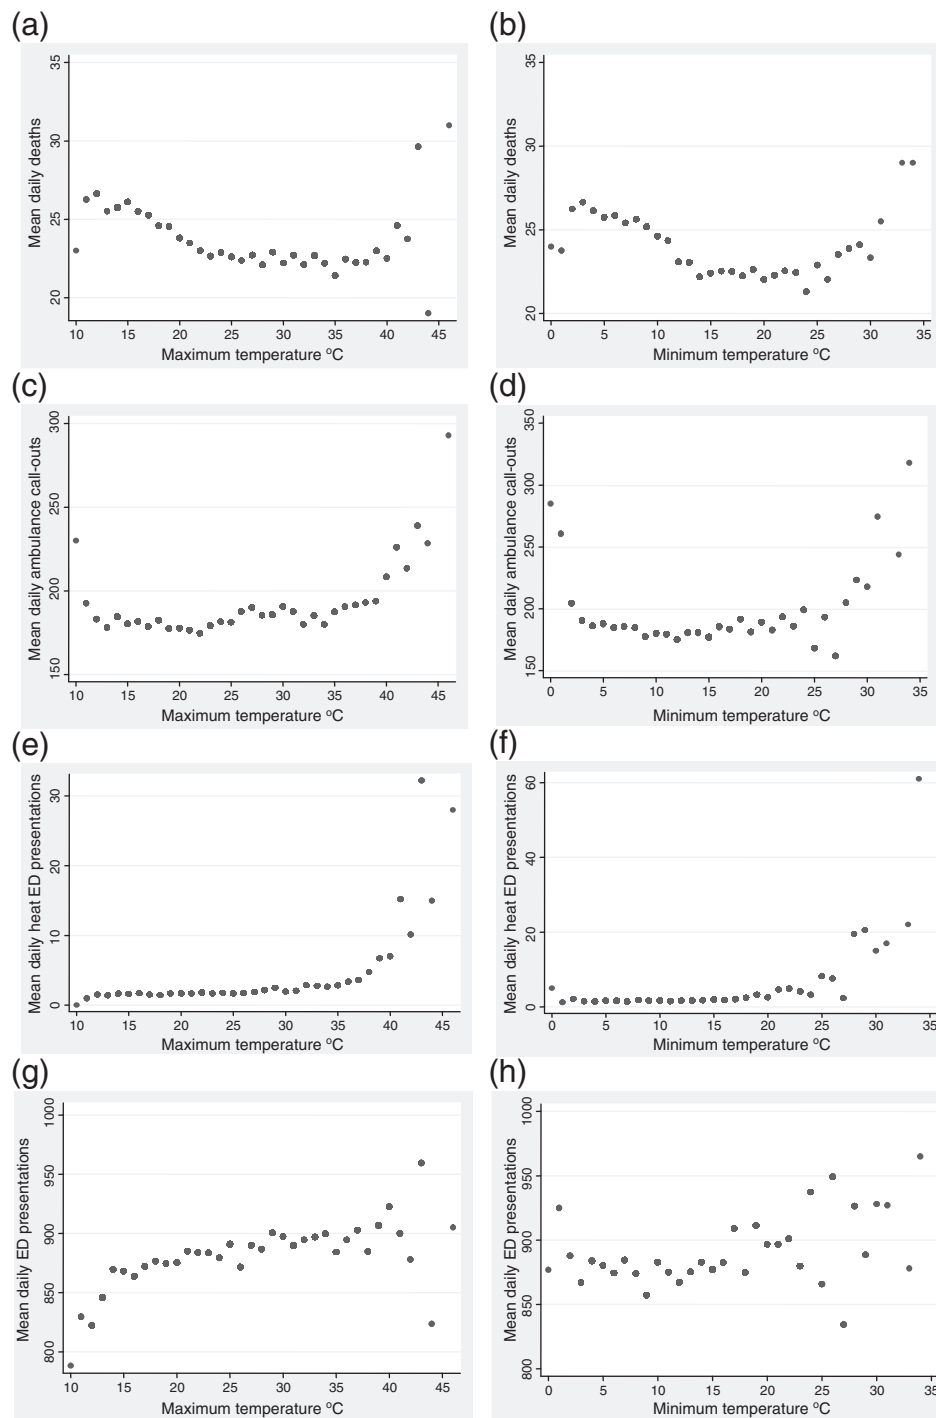 (a)
Mean daily deaths
35
30
25
20
10 15 20 25 30 35 40 45
Maximum temperature ºC
(b)
Mean daily deaths
35
30
25
20
0 5 10 15 20 25 30 35
Minimum temperature ºC
(c)
Mean daily ambulance call-outs
300
250
200
150
10 15 20 25 30 35 40 45
Maximum temperature ºC
(d)
Mean daily ambulance call-outs
350
300
250
200
150
0 5 10 15 20 25 30 35
Minimum temperature ºC
(e)
Mean daily heat ED presentations
30
20
10
0
10 15 20 25 30 35 40 45
Maximum temperature ºC
(f)
Mean daily heat ED presentations
60
40
20
0
0 5 10 15 20 25 30 35
Minimum temperature ºC
(g)
Mean daily ED presentations
1000
950
900
850
800
10 15 20 25 30 35 40 45
Maximum temperature ºC
(h)
Mean daily ED presentations
1000
950
900
850
800
0 5 10 15 20 25 30 35
Minimum temperature ºC